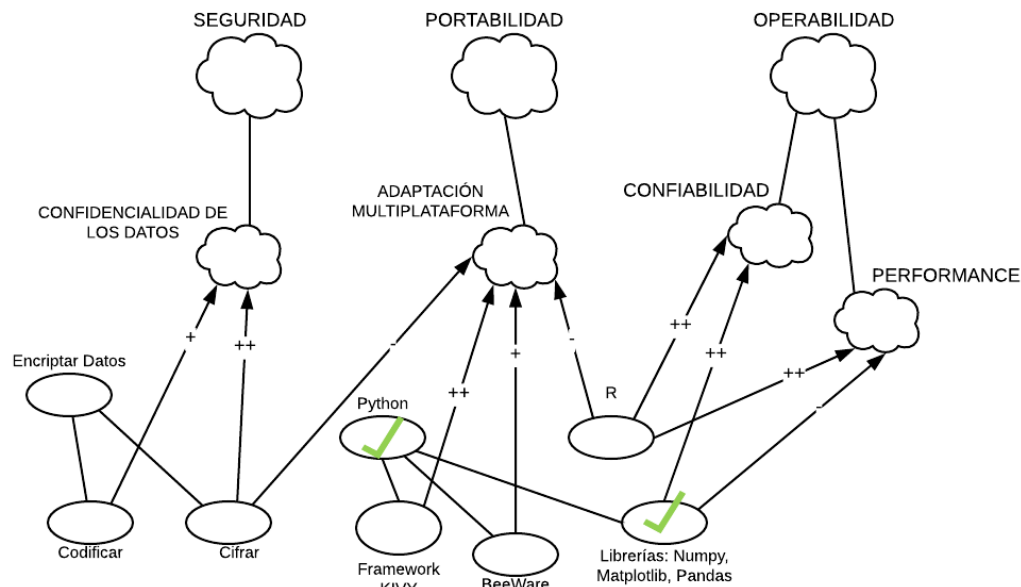 SEGURIDAD
PORTABILIDAD
OPERABILIDAD
CONFIDENCIALIDAD DE
LOS DATOS
ADAPTACIÓN
MULTIPLATAFORMA
CONFIABILIDAD
PERFORMANCE
+
++
-
++
+
-
++
++
++
-
Encriptar Datos
Python
R
Codificar
Cifrar
Framework
KIVY
BeeWare
Librerías: Numpy,
Matplotlib, Pandas